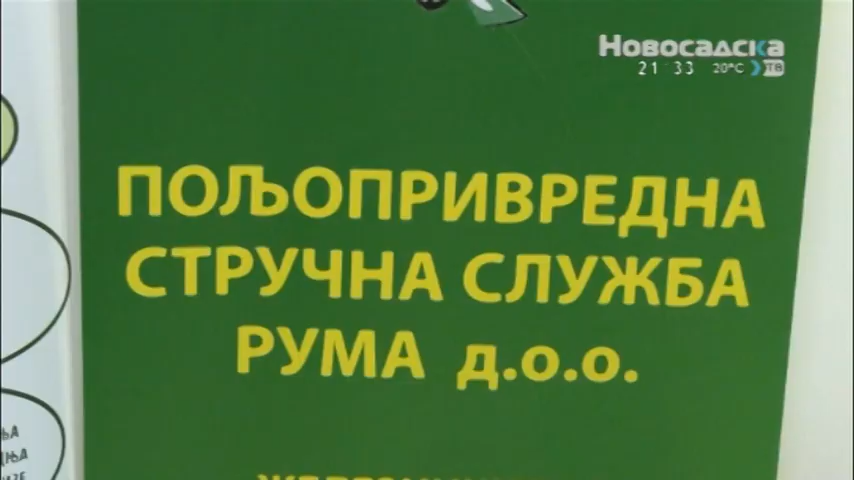 Новосадска
21 33 20°C ТВ
ПОЉОПРИВРЕДНА
СТРУЧНА СЛУЖБА
РУМА д.о.о.